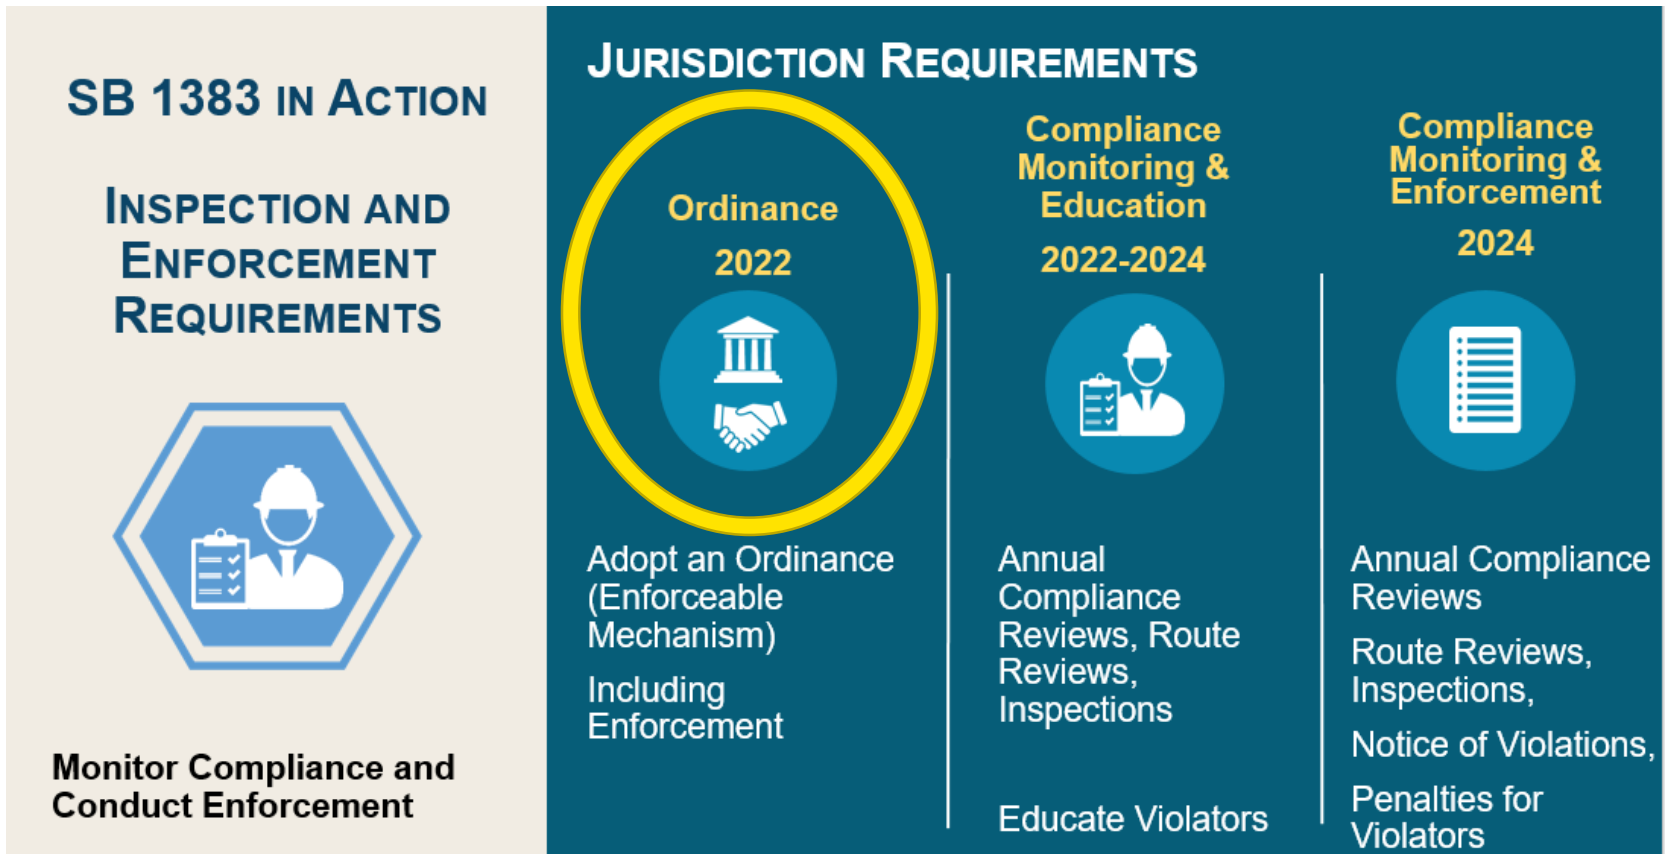 SB 1383 IN ACTION
INSPECTION AND
ENFORCEMENT
REQUIREMENTS
Monitor Compliance and
Conduct Enforcement
JURISDICTION REQUIREMENTS
Ordinance
2022
Adopt an Ordinance
(Enforceable
Mechanism)
Including
Enforcement
Compliance
Monitoring &
Education
2022-2024
Annual
Compliance
Reviews, Route
Reviews,
Inspections
Educate Violators
Compliance
Monitoring &
Enforcement
2024
Annual Compliance
Reviews
Route Reviews,
Inspections,
Notice of Violations,
Penalties for
Violators